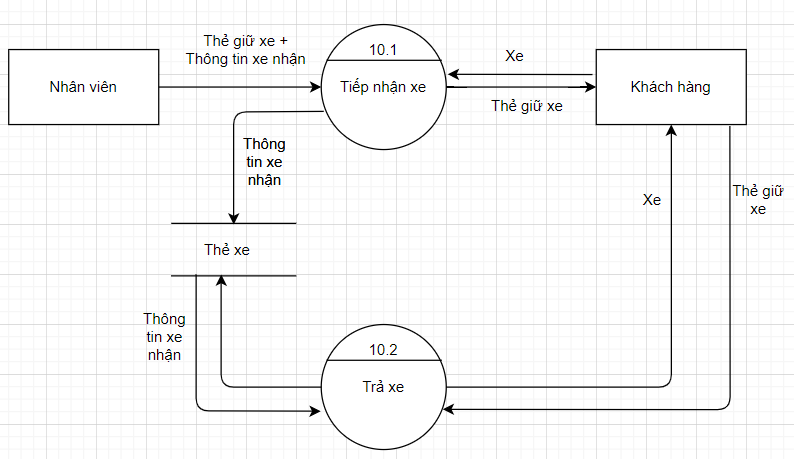 Nhân viên
Thẻ giữ xe +
Thông tin xe nhận
10.1
Tiếp nhận xe
Xe
Thẻ giữ xe
Khách hàng
Thông
tin xe
nhận
Thẻ xe
Xe
Thẻ giữ
xe
Thông
tin xe
nhận
10.2
Trả xe